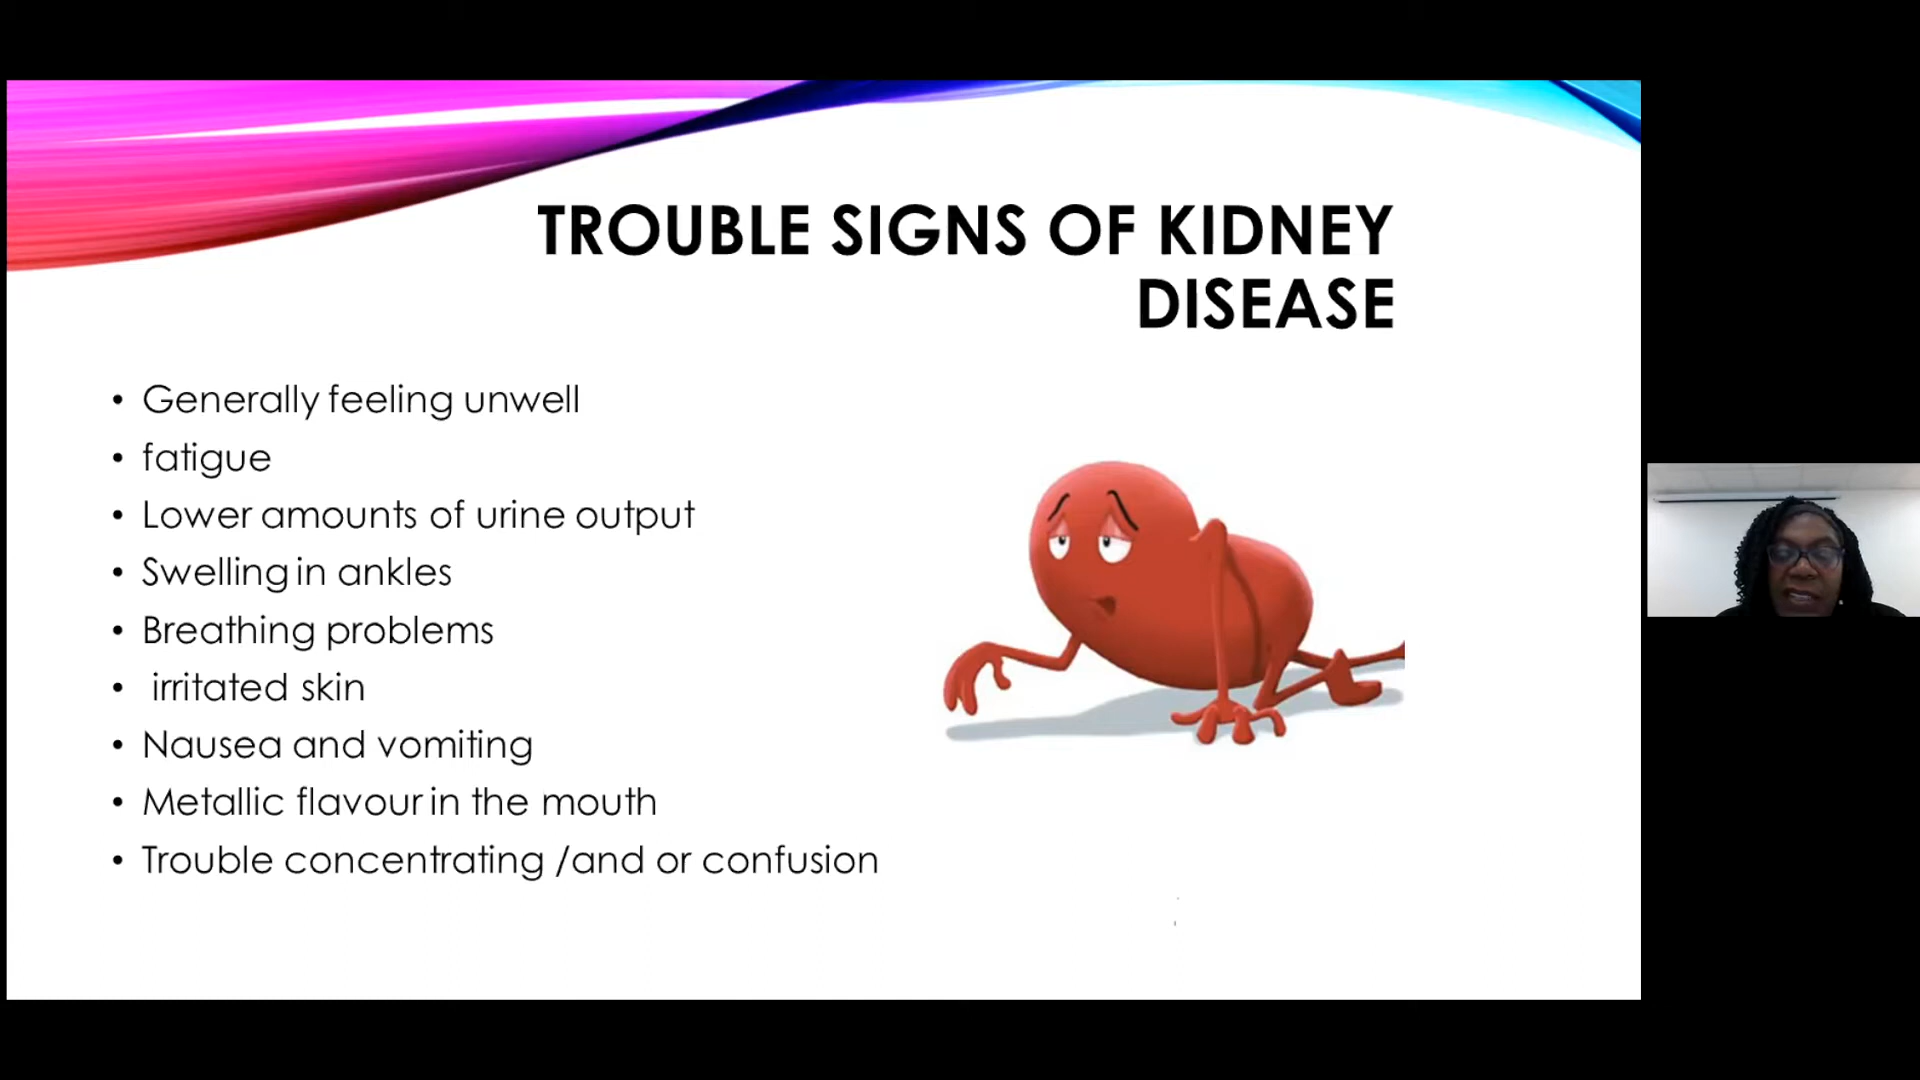 TROUBLE SIGNS OF KIDNEY
DISEASE
• Generally feeling unwell
• fatigue
• Lower amounts of urine output
• Swelling in ankles
• Breathing problems
• irritated skin
• Nausea and vomiting
• Metallic flavour in the mouth
• Trouble concentrating /and or confusion